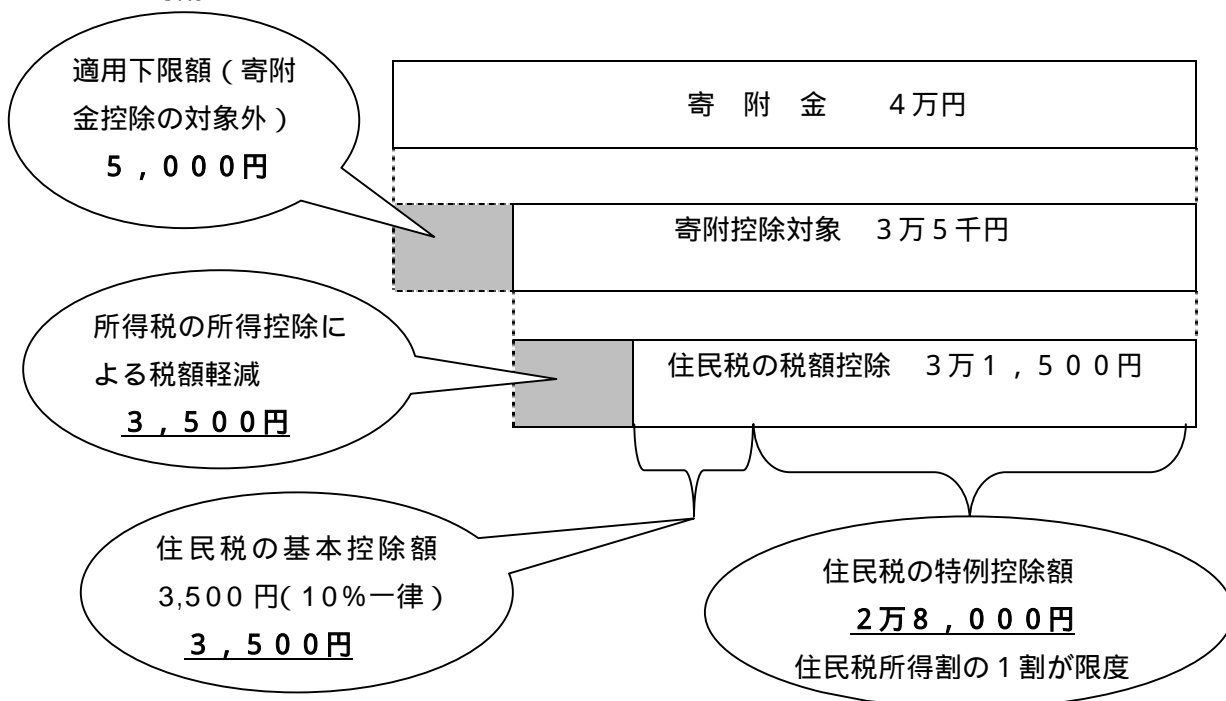 適用下限額（寄附
金控除の対象外）
５，０００円
寄　附　金　　４万円
寄附控除対象　３万５千円
所得税の所得控除に
よる税額軽減
３，５００円
住民税の税額控除　３万１，５００円
住民税の基本控除額
3,500 円（10%一律）
３，５００円
住民税の特例控除額
２万８，０００円
住民税所得割の１割が限度